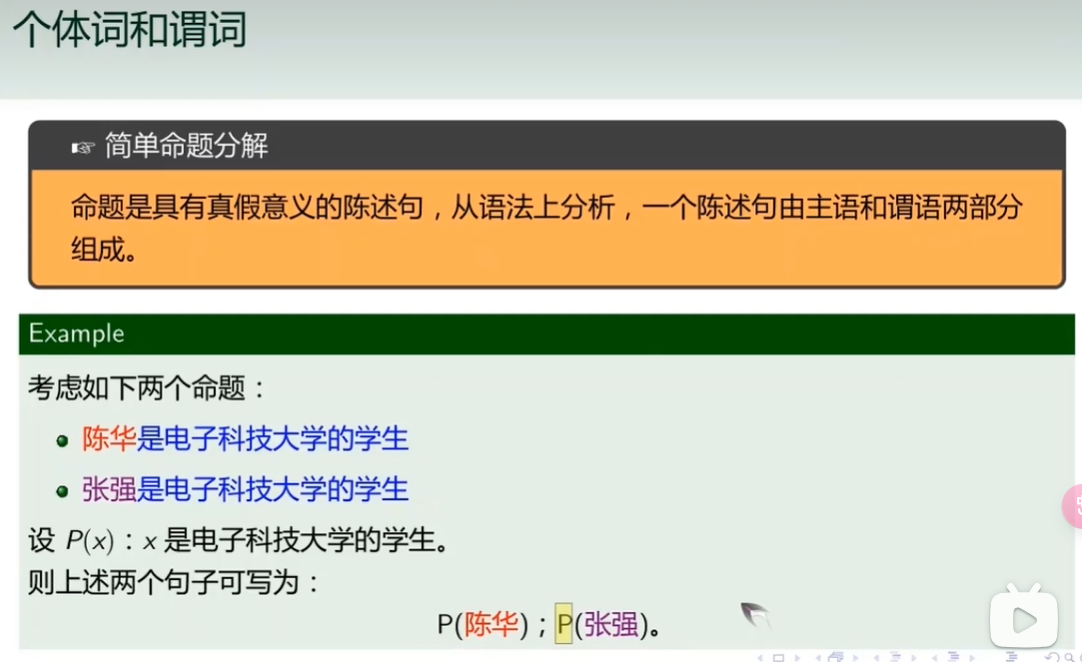 个体词和谓词
☞ 简单命题分解
命题是具有真假意义的陈述句，从语法上分析，一个陈述句由主语和谓语两部分
组成。
Example
考虑如下两个命题：
陈华是电子科技大学的学生
张强是电子科技大学的学生
设 P(x)：x 是电子科技大学的学生。
则上述两个句子可写为：
P(陈华)；P(张强)。